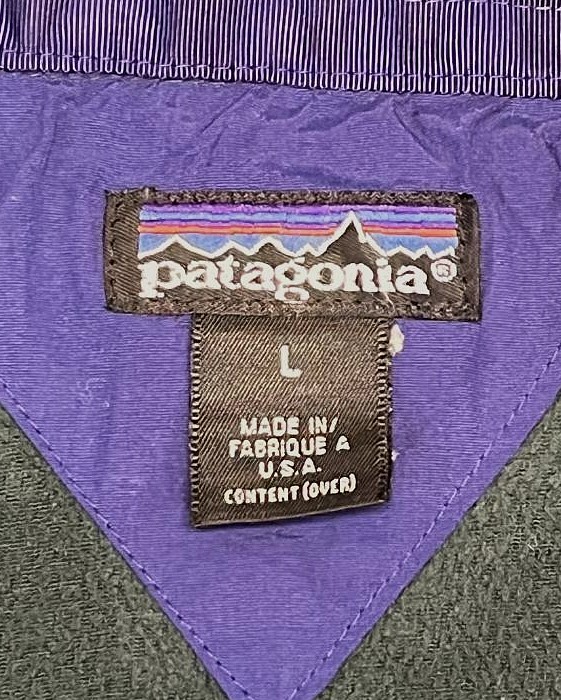 patagonia®
L
MADE IN/
FABRIQUE A
U.S.A.
CONTENT (OVER)